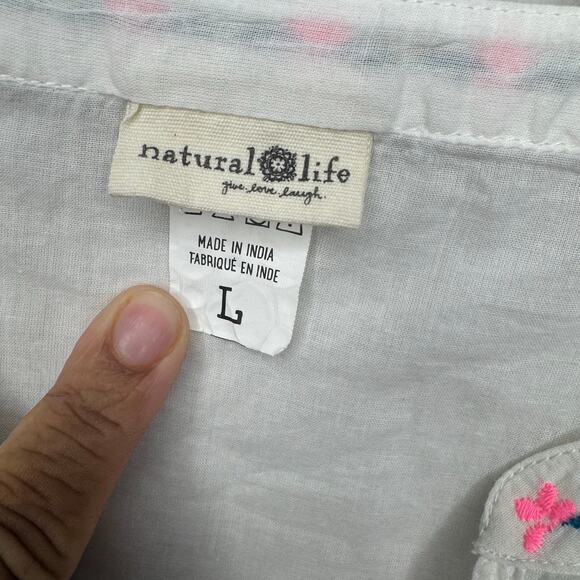 natural life
give. love. laugh.
MADE IN INDIA
FABRIQUÉ EN INDE
L